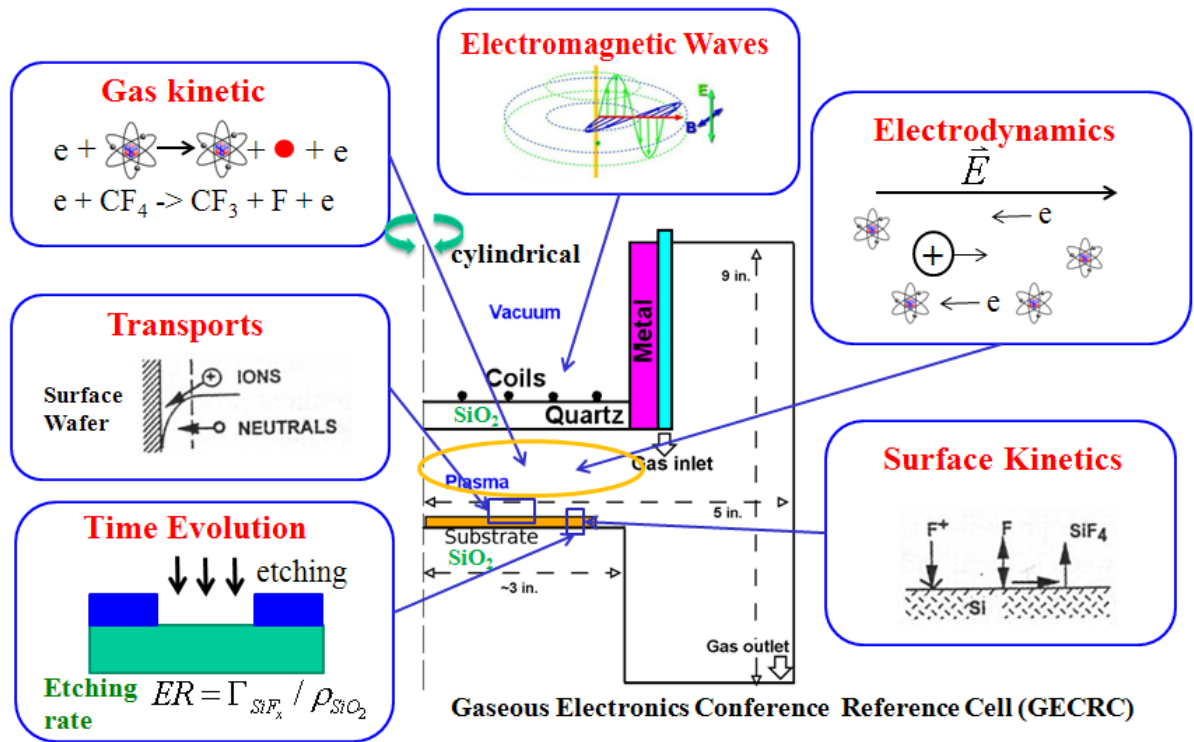 Gas kinetic
e + → + + e
e + CF₄ -> CF₃ + F + e
Electromagnetic Waves
E
B
Electrodynamics
E⃗
← e
+ →
← e
cylindrical
Vacuum
Metal
9 in.
Coils
SiO₂
Quartz
Gas inlet
Plasma
5 in.
Substrate
SiO₂
~3 in.
Gas outlet
Transports
Surface
Wafer
+ IONS
NEUTRALS
Surface Kinetics
F⁺ F SiF₄
Si
Time Evolution
etching
Etching
rate
ER = Γ_SiFₓ / ρ_SiO₂
Gaseous Electronics Conference Reference Cell (GECRC)